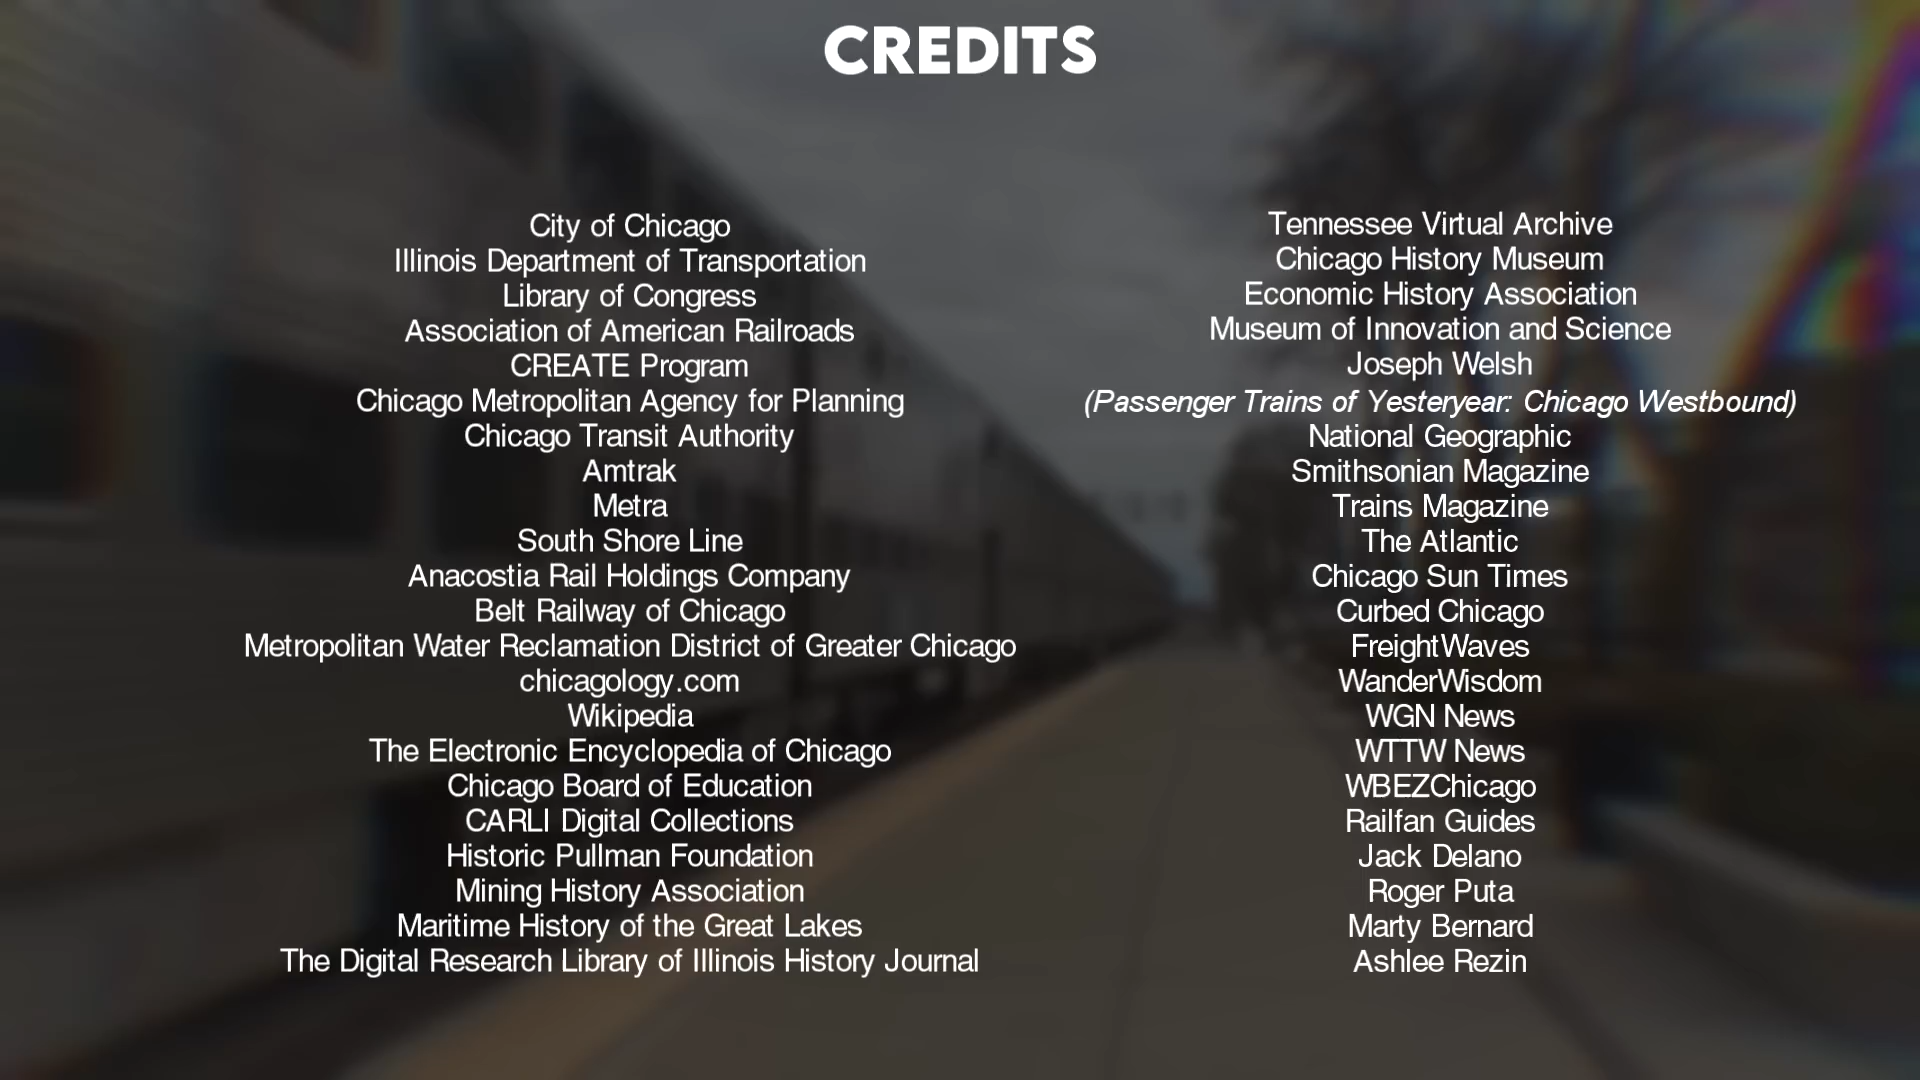 CREDITS
City of Chicago
Illinois Department of Transportation
Library of Congress
Association of American Railroads
CREATE Program
Chicago Metropolitan Agency for Planning
Chicago Transit Authority
Amtrak
Metra
South Shore Line
Anacostia Rail Holdings Company
Belt Railway of Chicago
Metropolitan Water Reclamation District of Greater Chicago
chicagology.com
Wikipedia
The Electronic Encyclopedia of Chicago
Chicago Board of Education
CARLI Digital Collections
Historic Pullman Foundation
Mining History Association
Maritime History of the Great Lakes
The Digital Research Library of Illinois History Journal
Tennessee Virtual Archive
Chicago History Museum
Economic History Association
Museum of Innovation and Science
Joseph Welsh
(Passenger Trains of Yesteryear: Chicago Westbound)
National Geographic
Smithsonian Magazine
Trains Magazine
The Atlantic
Chicago Sun Times
Curbed Chicago
FreightWaves
WanderWisdom
WGN News
WTTW News
WBEZChicago
Railfan Guides
Jack Delano
Roger Puta
Marty Bernard
Ashlee Rezin